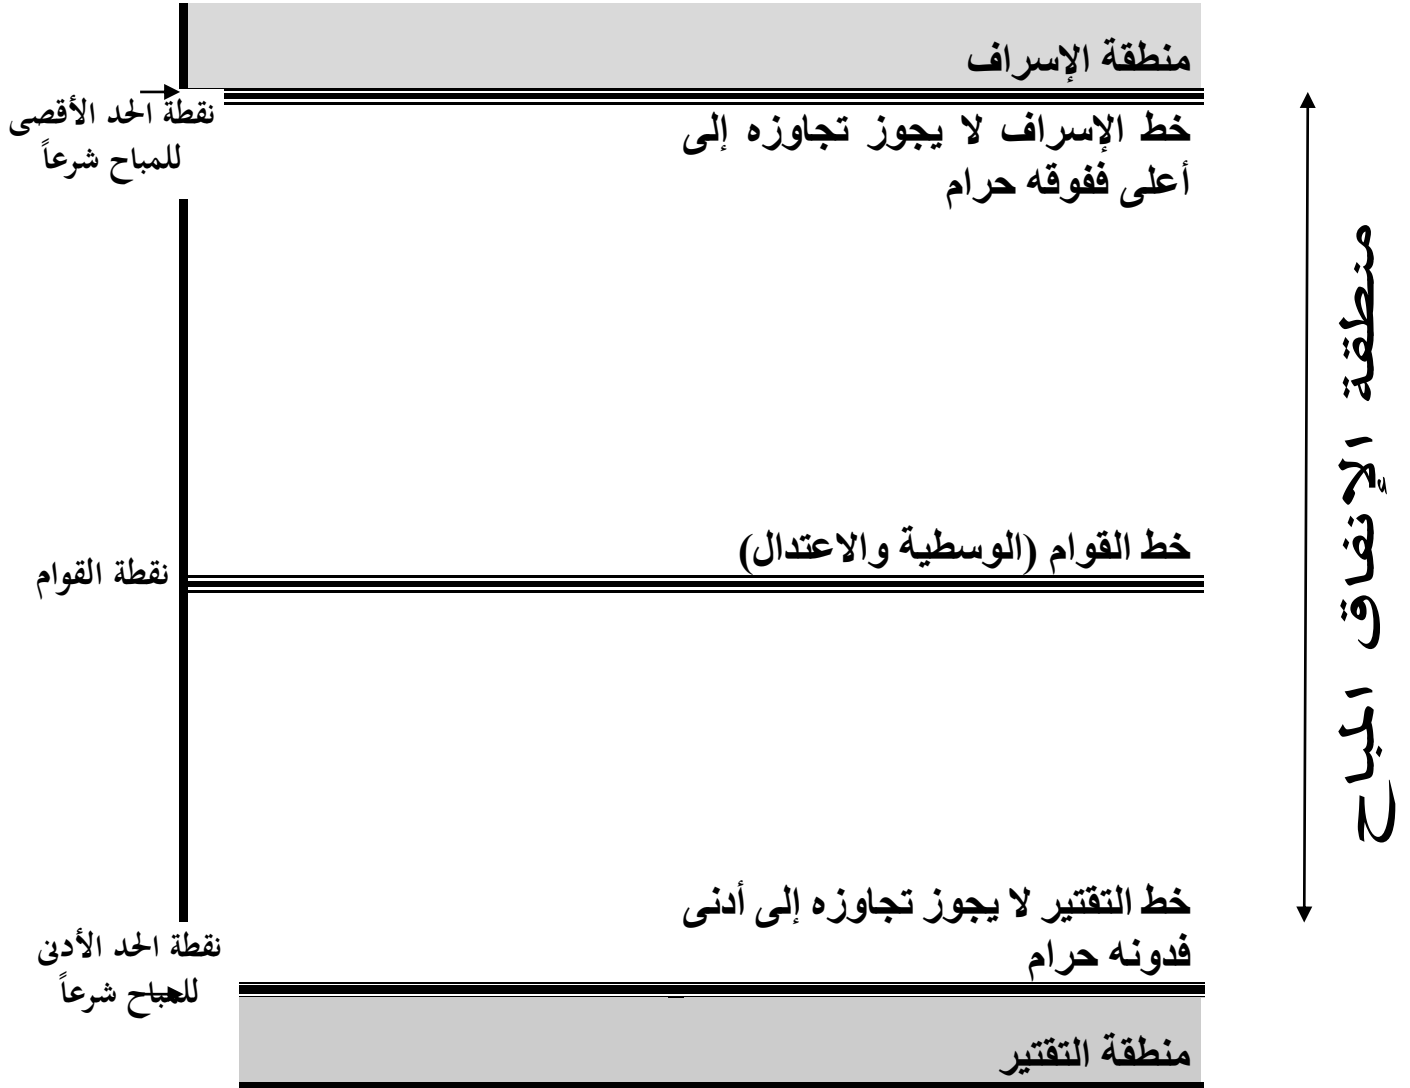 منطقة الإسراف
نقطة الحد الأقصى
للمباح شرعاً
خط الإسراف لا يجوز تجاوزه إلى
أعلى ففوقه حرام
منطقة الإنفاق المباح
خط القوام (الوسطية والاعتدال)
نقطة القوام
خط التقتير لا يجوز تجاوزه إلى أدنى
فدونه حرام
نقطة الحد الأدنى
للمباح شرعاً
منطقة التقتير